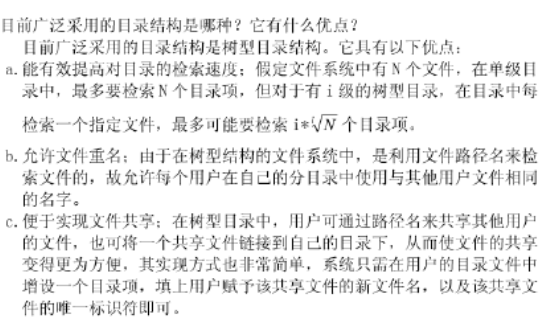 目前广泛采用的目录结构是哪种？它有什么优点？
目前广泛采用的目录结构是树型目录结构。它具有以下优点：
a. 能有效提高对目录的检索速度；假定文件系统中有N个文件，在单级目
录中，最多要检索N个目录项，但对于有i级的树型目录，在目录中每
检索一个指定文件，最多可能要检索 i*$\sqrt[i]{N}$ 个目录项。
b. 允许文件重名；由于在树型结构的文件系统中，是利用文件路径名来检
索文件的，故允许每个用户在自己的分目录中使用与其他用户文件相同
的名字。
c. 便于实现文件共享；在树型目录中，用户可通过路径名来共享其他用户
的文件，也可将一个共享文件链接到自己的目录下，从而使文件的共享
变得更为方便，其实现方式也非常简单，系统只需在用户的目录文件中
增设一个目录项，填上用户赋予该共享文件的新文件名，以及该共享文
件的唯一标识符即可。